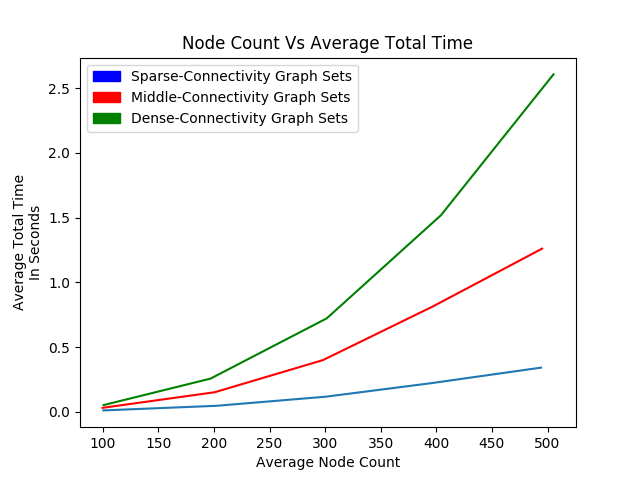 Node Count Vs Average Total Time
Sparse-Connectivity Graph Sets
Middle-Connectivity Graph Sets
Dense-Connectivity Graph Sets
Average Total Time
In Seconds
2.5
2.0
1.5
1.0
0.5
0.0
100 150 200 250 300 350 400 450 500
Average Node Count